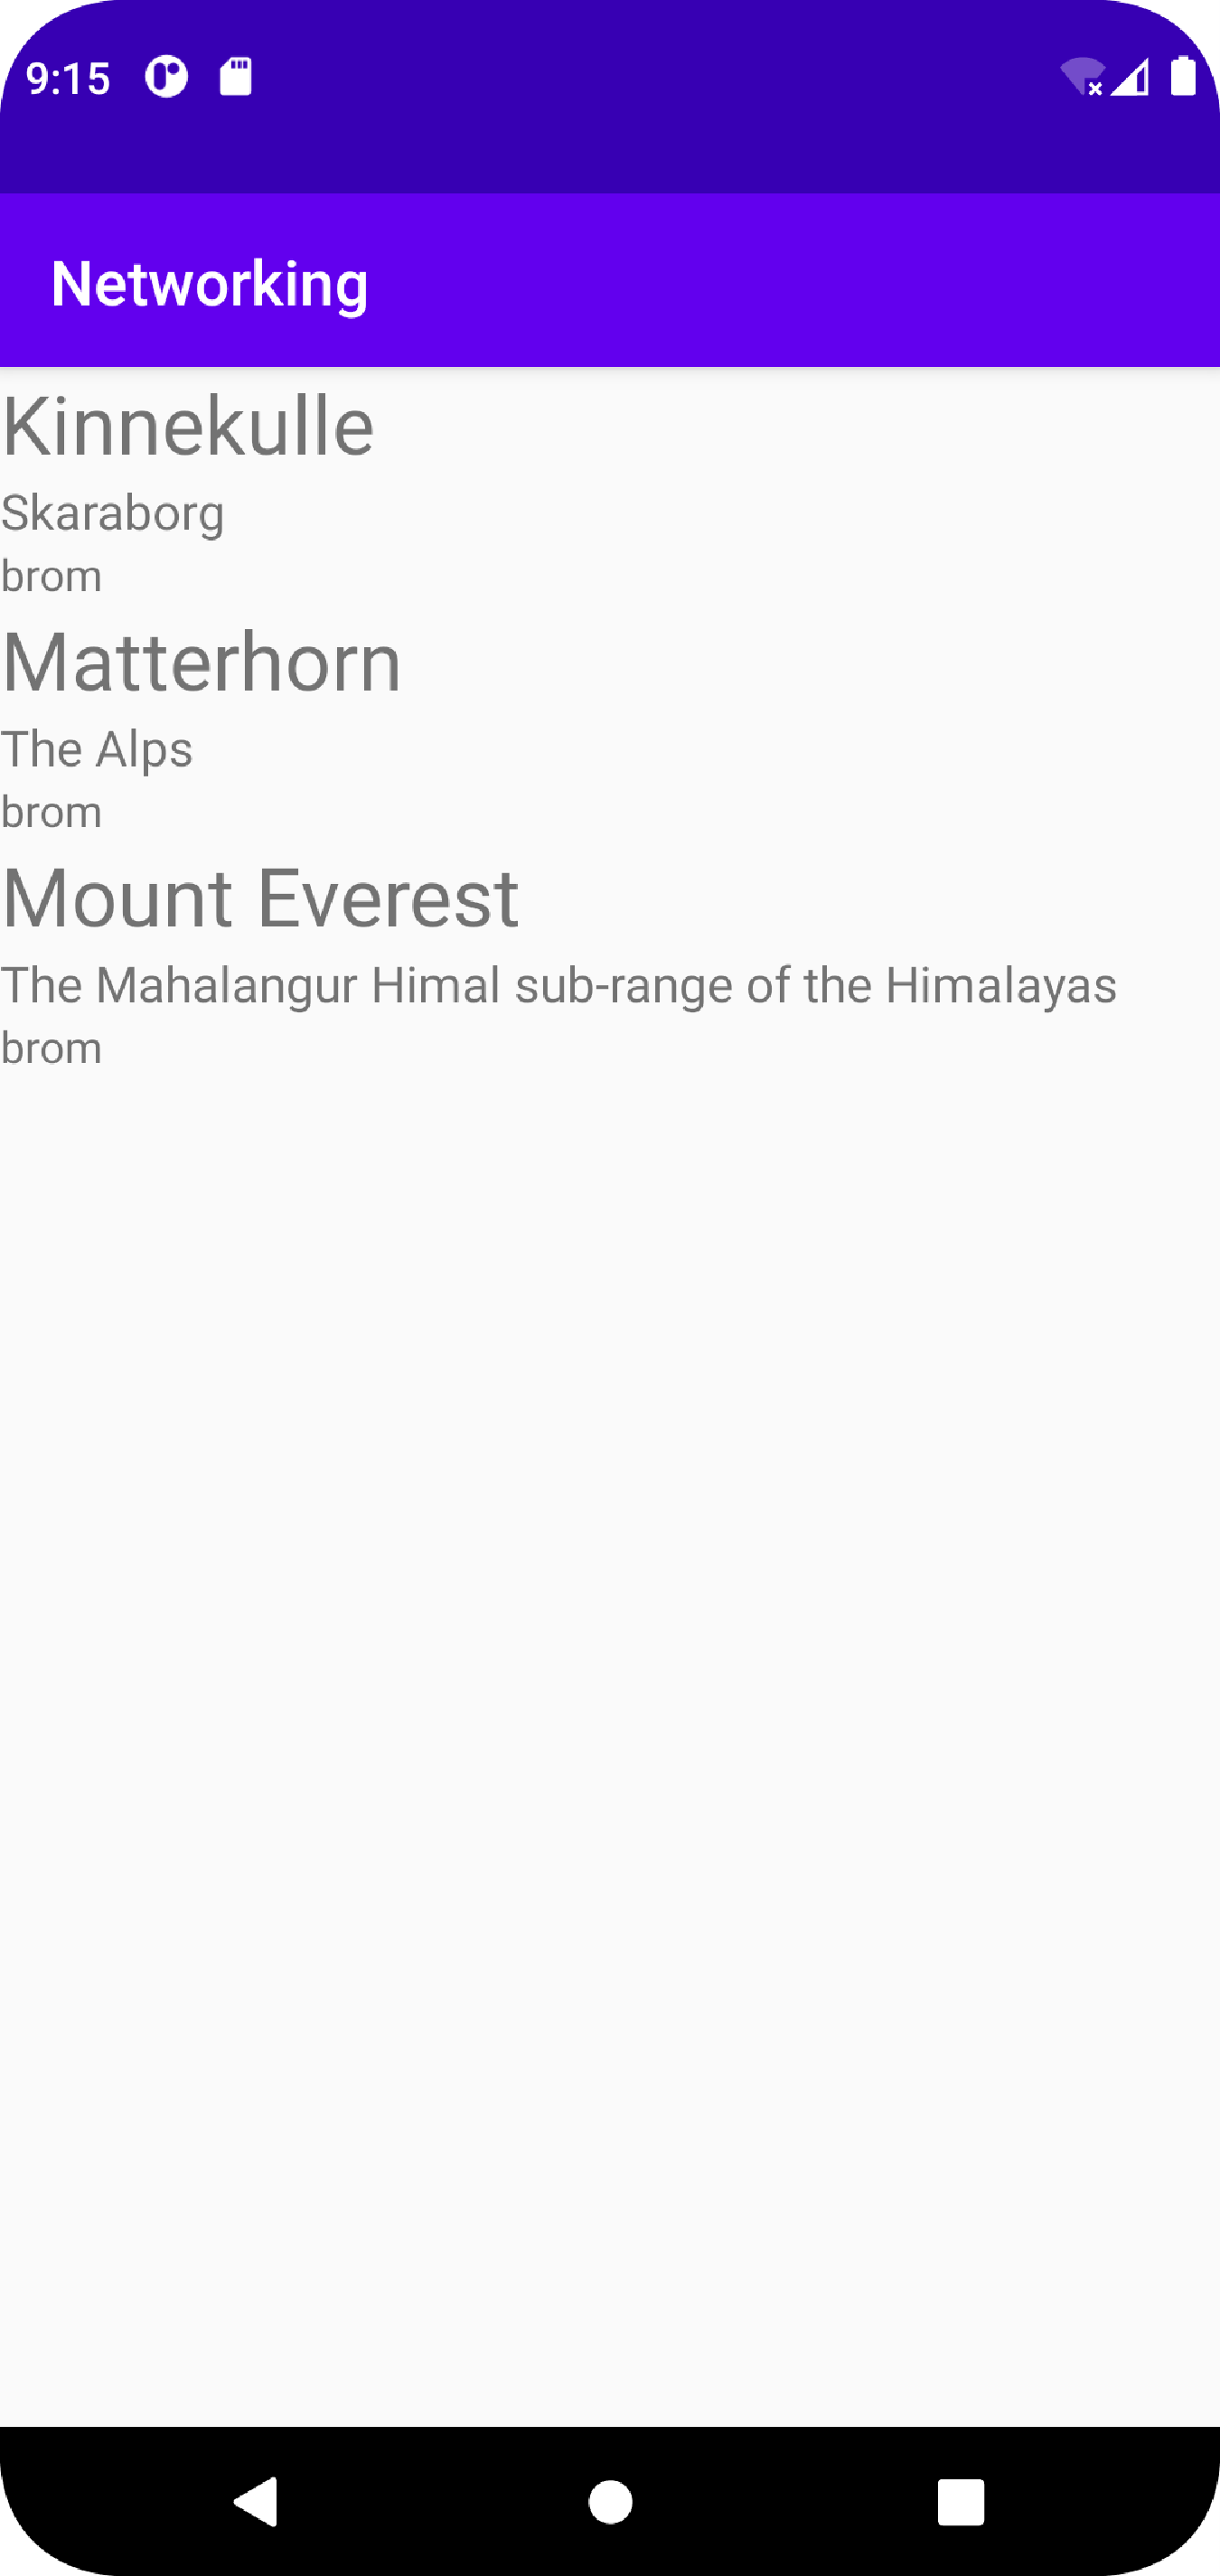 9:15
Networking
Kinnekulle
Skaraborg
brom
Matterhorn
The Alps
brom
Mount Everest
The Mahalangur Himal sub-range of the Himalayas
brom